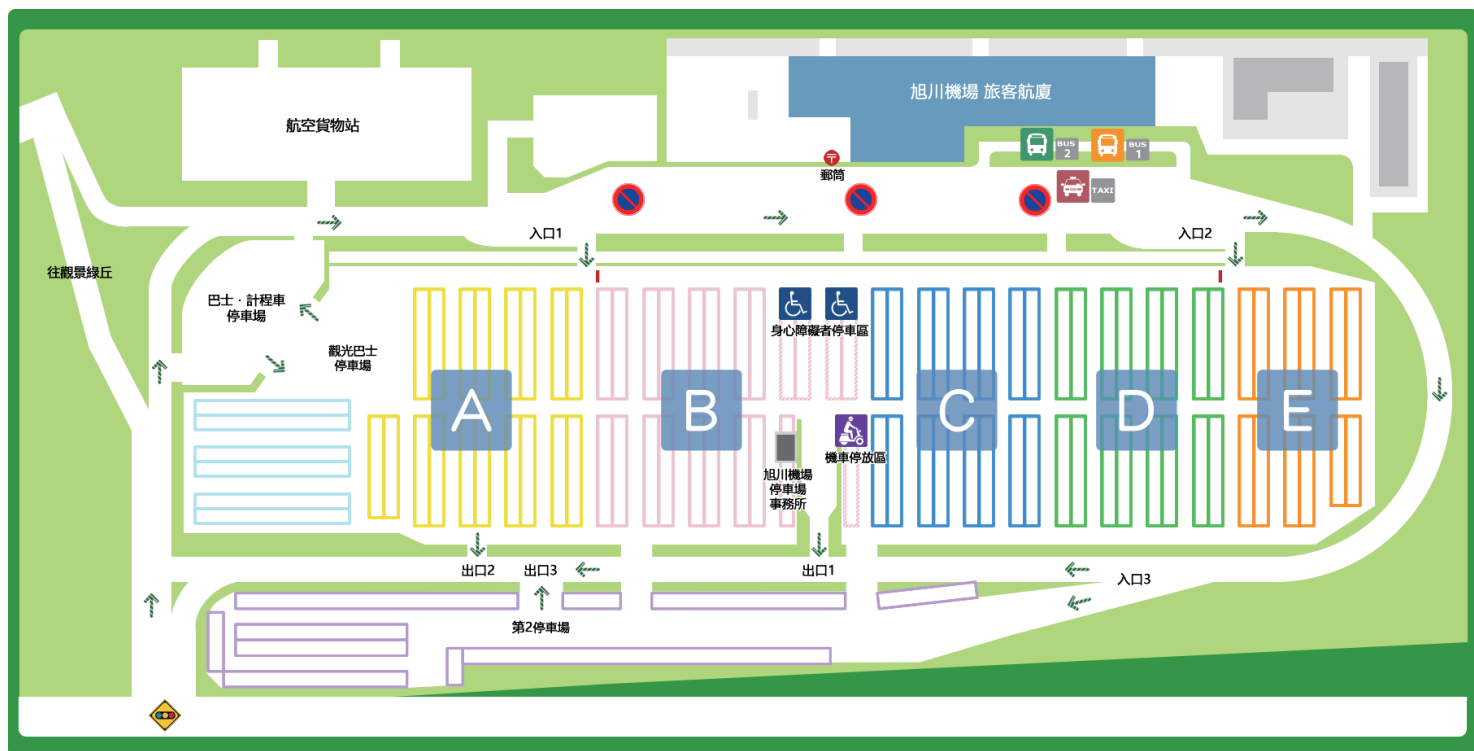 旭川機場 旅客航廈
航空貨物站
BUS
2
BUS
1
郵筒
TAXI
入口1
入口2
往觀景綠丘
巴士・計程車
停車場
觀光巴士
停車場
身心障礙者停車區
A
B
C
D
E
機車停放區
旭川機場
停車場
事務所
出口2
出口3
出口1
入口3
第2停車場